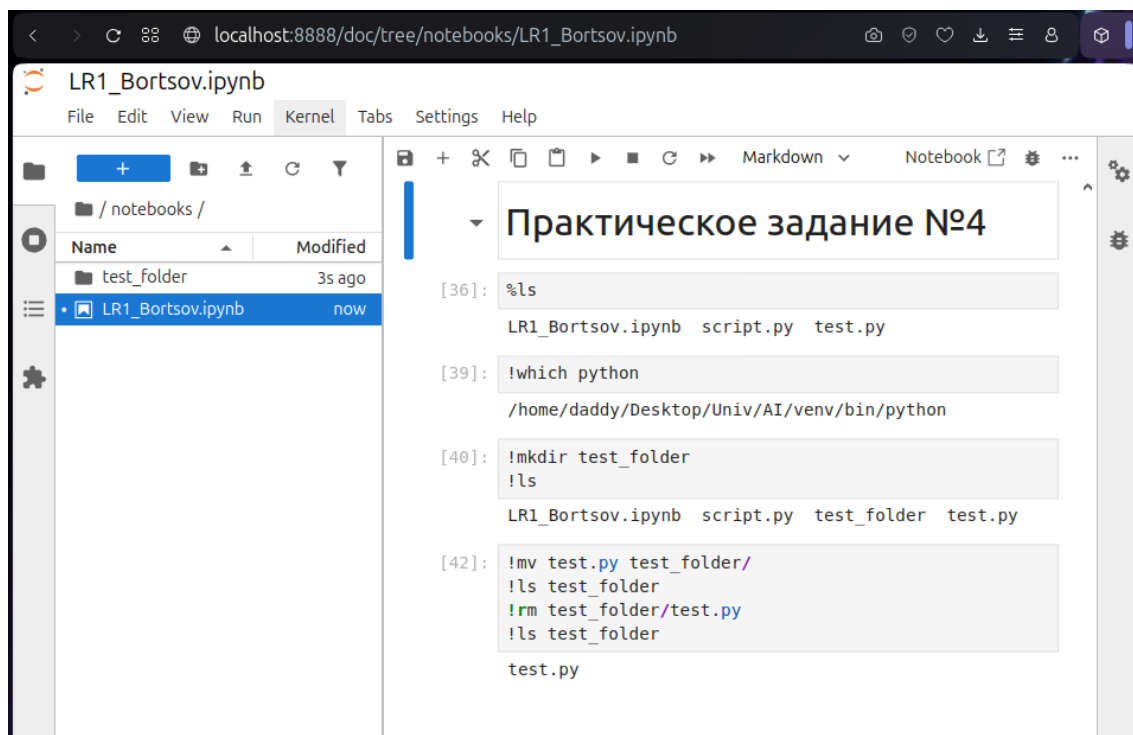 localhost:8888/doc/tree/notebooks/LR1_Bortsov.ipynb
LR1_Bortsov.ipynb
File Edit View Run Kernel Tabs Settings Help
+
/ notebooks /
Name Modified
test_folder 3s ago
LR1_Bortsov.ipynb now
Markdown Notebook
Практическое задание №4
[36]: %ls
LR1_Bortsov.ipynb script.py test.py
[39]: !which python
/home/daddy/Desktop/Univ/AI/venv/bin/python
[40]: !mkdir test_folder
!ls
LR1_Bortsov.ipynb script.py test_folder test.py
[42]: !mv test.py test_folder/
!ls test_folder
!rm test_folder/test.py
!ls test_folder
test.py